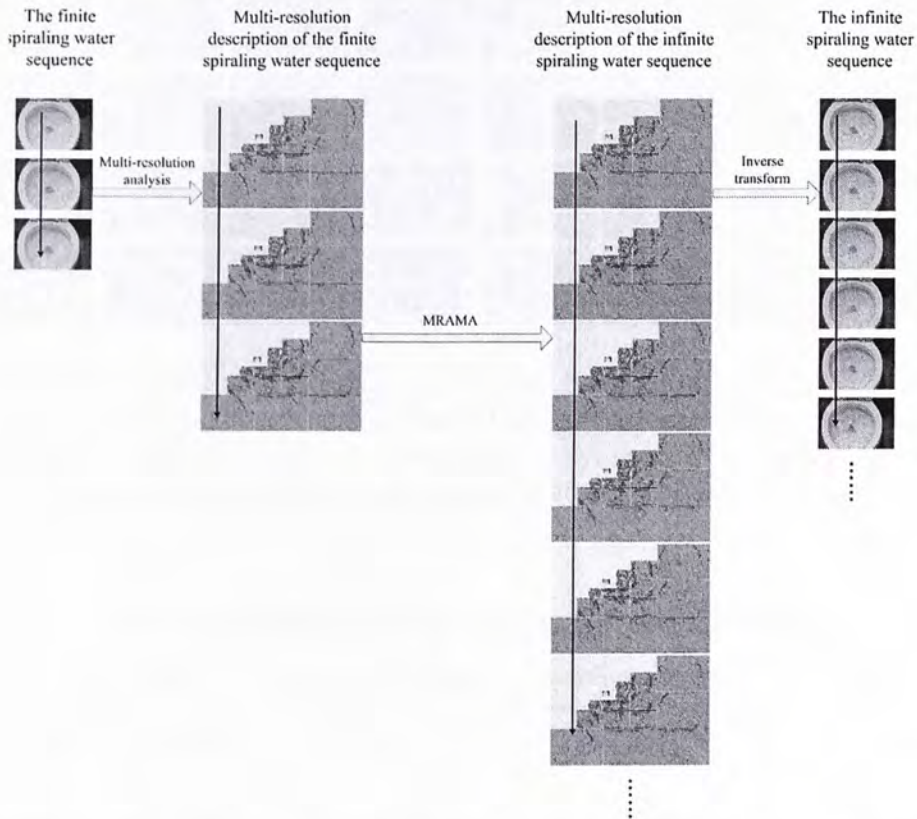 The finite
spiraling water
sequence
Multi-resolution
description of the finite
spiraling water sequence
Multi-resolution
description of the infinite
spiraling water sequence
The infinite
spiraling water
sequence
Multi-resolution
analysis
Inverse
transform
MRAMA